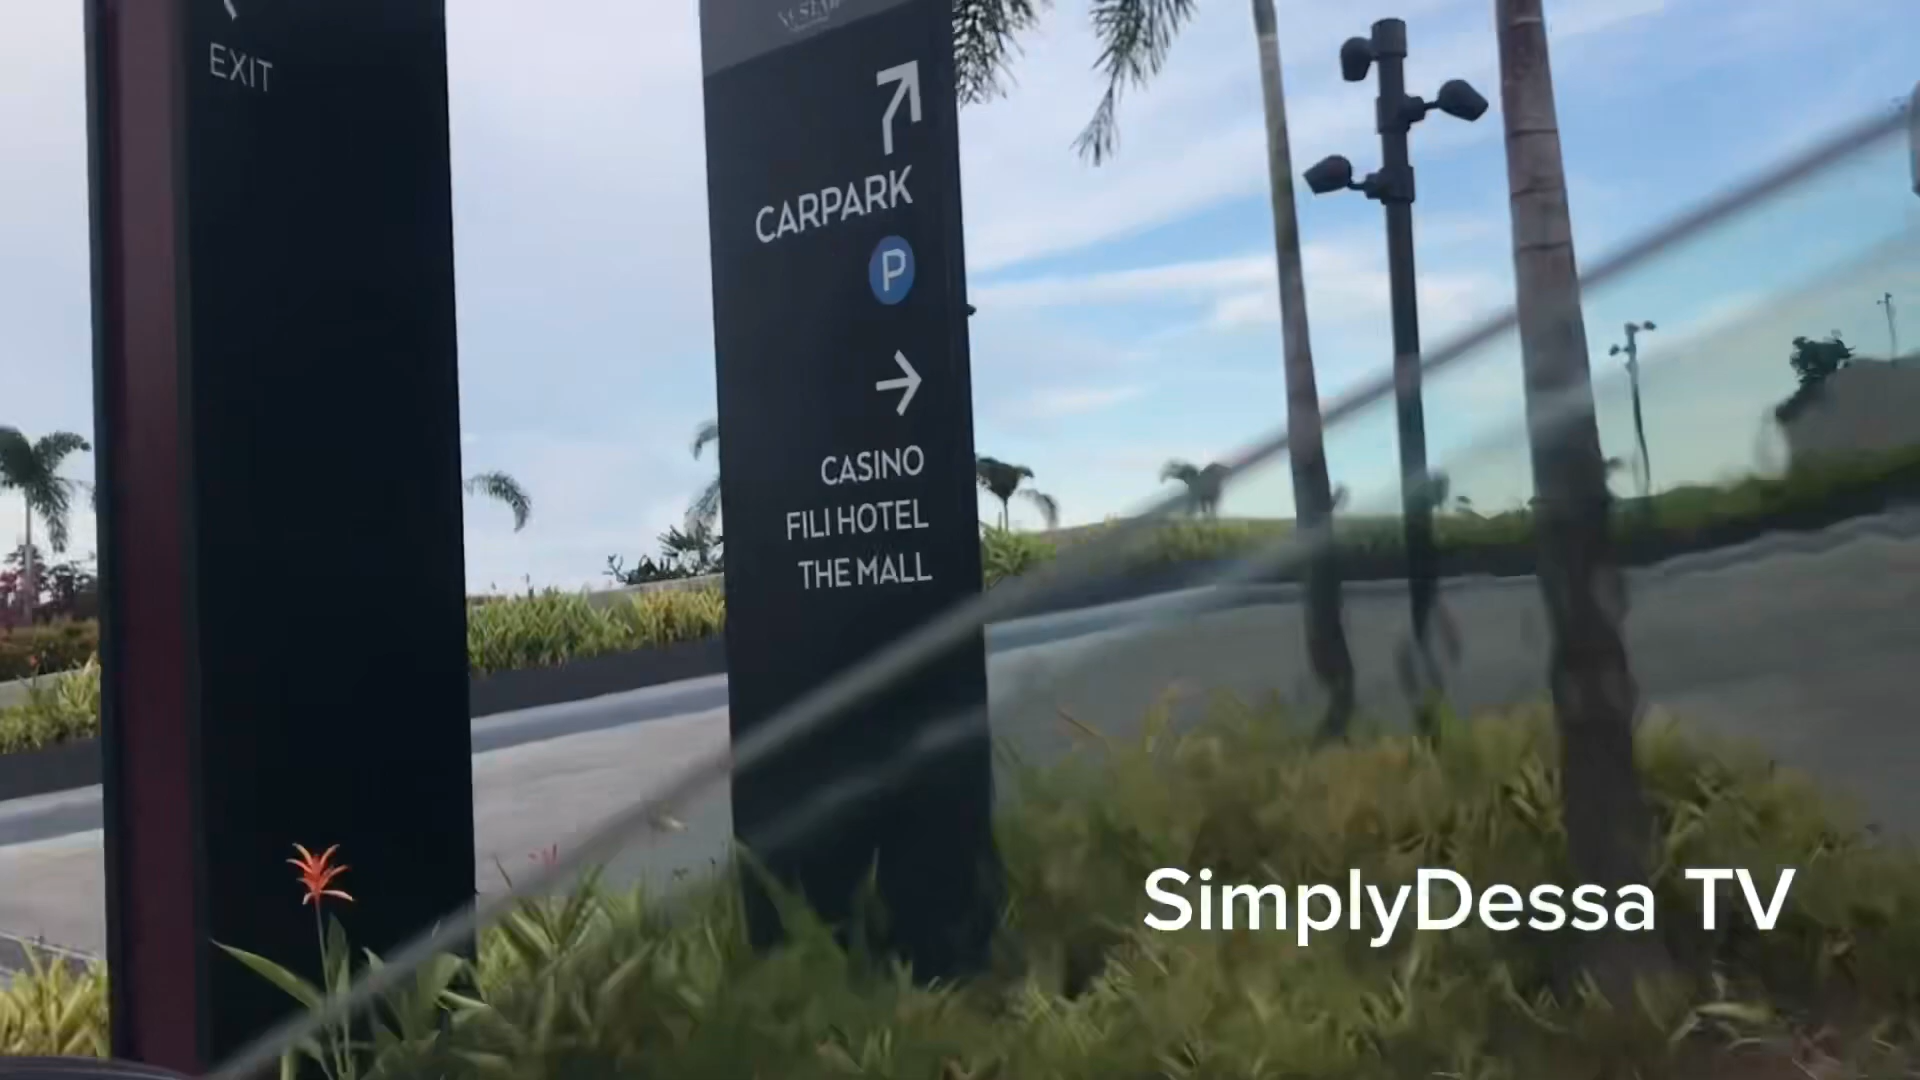 EXIT
CARPARK
P
CASINO
FILI HOTEL
THE MALL
SimplyDessa TV